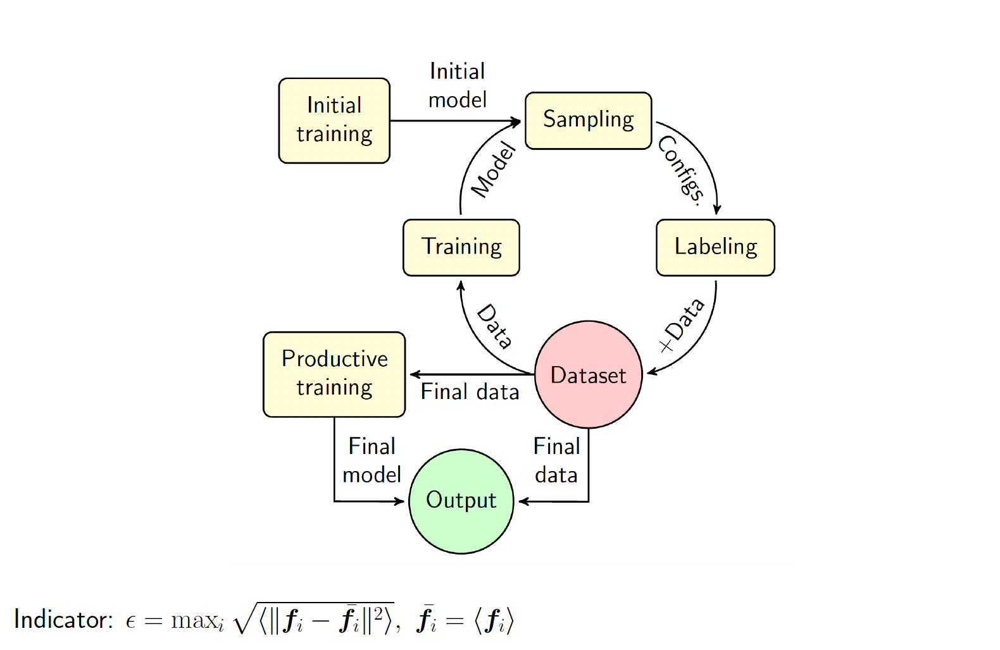 Initial
model
Initial
training
Sampling
Model
Configs.
Training
Labeling
Data
+Data
Productive
training
Dataset
Final data
Final
model
Final
data
Output
Indicator: ϵ = maxᵢ √⟨‖𝒇ᵢ − 𝒇̄ᵢ‖²⟩, 𝒇̄ᵢ = ⟨𝒇ᵢ⟩